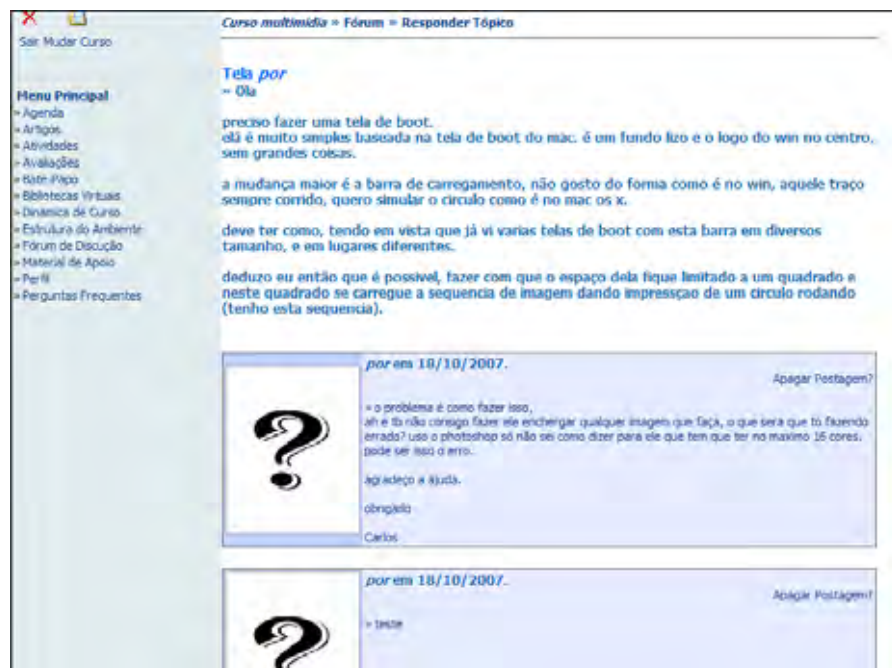 Sair Mudar Curso
Curso multimídia » Fórum » Responder Tópico
Menu Principal
» Agenda
» Artigos
» Atividades
» Avaliações
» Bate-Papo
» Bibliotecas Virtuais
» Dinâmica de Curso
» Estrutura do Ambiente
» Fórum de Discução
» Material de Apoio
» Perfil
» Perguntas Frequentes
Tela por
» Ola
preciso fazer uma tela de boot.
elá é muito simples baseada na tela de boot do mac. é um fundo lizo e o logo do win no centro,
sem grandes coisas.
a mudança maior é a barra de carregamento, não gosto do forma como é no win, aquele traço
sempre corrido, quero simular o circulo como é no mac os x.
deve ter como, tendo em vista que já vi varias telas de boot com esta barra em diversos
tamanho, e em lugares diferentes.
deduzo eu então que é possivel, fazer com que o espaço dela fique limitado a um quadrado e
neste quadrado se carregue a sequencia de imagem dando impressçao de um circulo rodando
(tenho esta sequencia).
por em 18/10/2007.
Apagar Postagem?
» o problema é como fazer isso,
ah e tb não consigo fazer ele enchergar qualquer imagem que faça, o que sera que to fazendo
errado? uso o photoshop só não sei como dizer para ele que tem que ter no maximo 16 cores.
pode ser isso o erro.
agradeço a ajuda.
obrigado
Carlos
por em 18/10/2007.
Apagar Postagem?
» teste